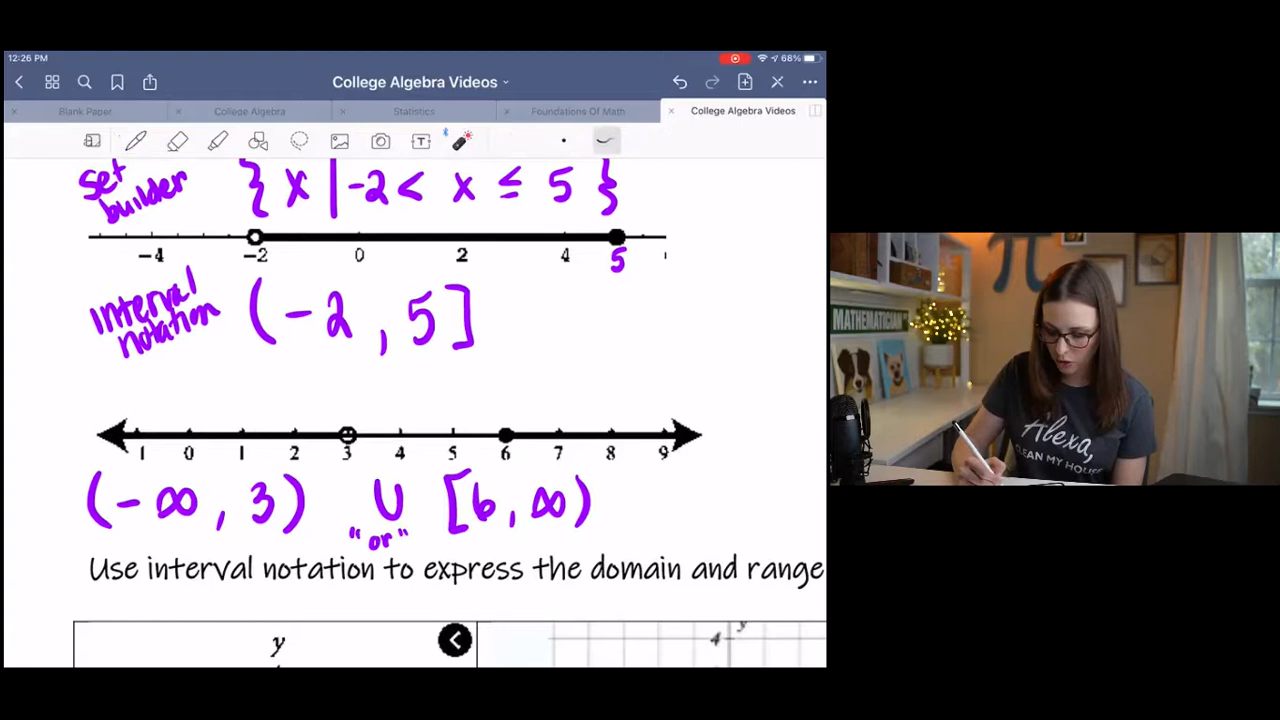 12:26 PM 68%
College Algebra Videos
Blank Paper College Algebra Statistics Foundations Of Math College Algebra Videos
T
Set builder { x | -2 < x ≤ 5 }
-4 -2 0 2 4 5
Interval notation (-2, 5]
-1 0 1 2 3 4 5 6 7 8 9
(-∞, 3) ∪ [6, ∞)
"or"
Use interval notation to express the domain and range
y
4 y
MATHEMATICIAN
Alexa,
CLEAN MY HOUSE